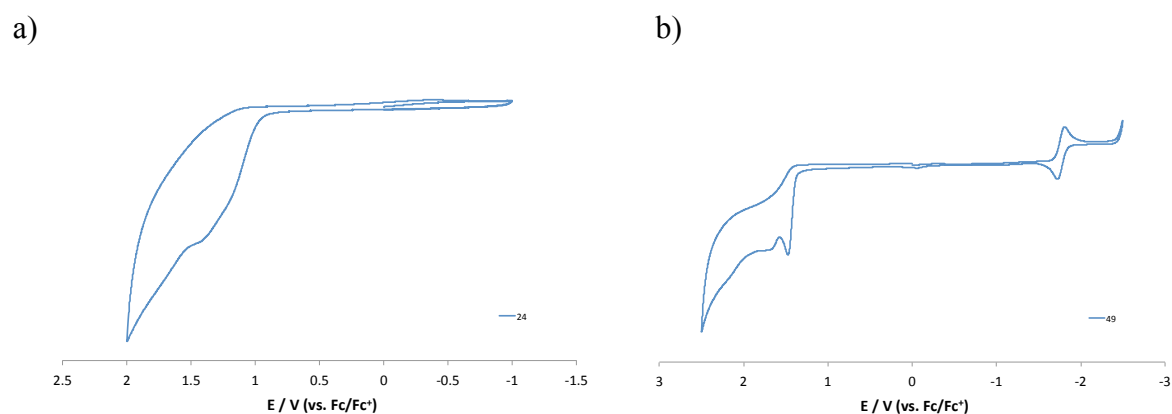 a)
b)
24
49
2.5 2 1.5 1 0.5 0 -0.5 -1 -1.5
3 2 1 0 -1 -2 -3
E / V (vs. Fc/Fc⁺)
E / V (vs. Fc/Fc⁺)